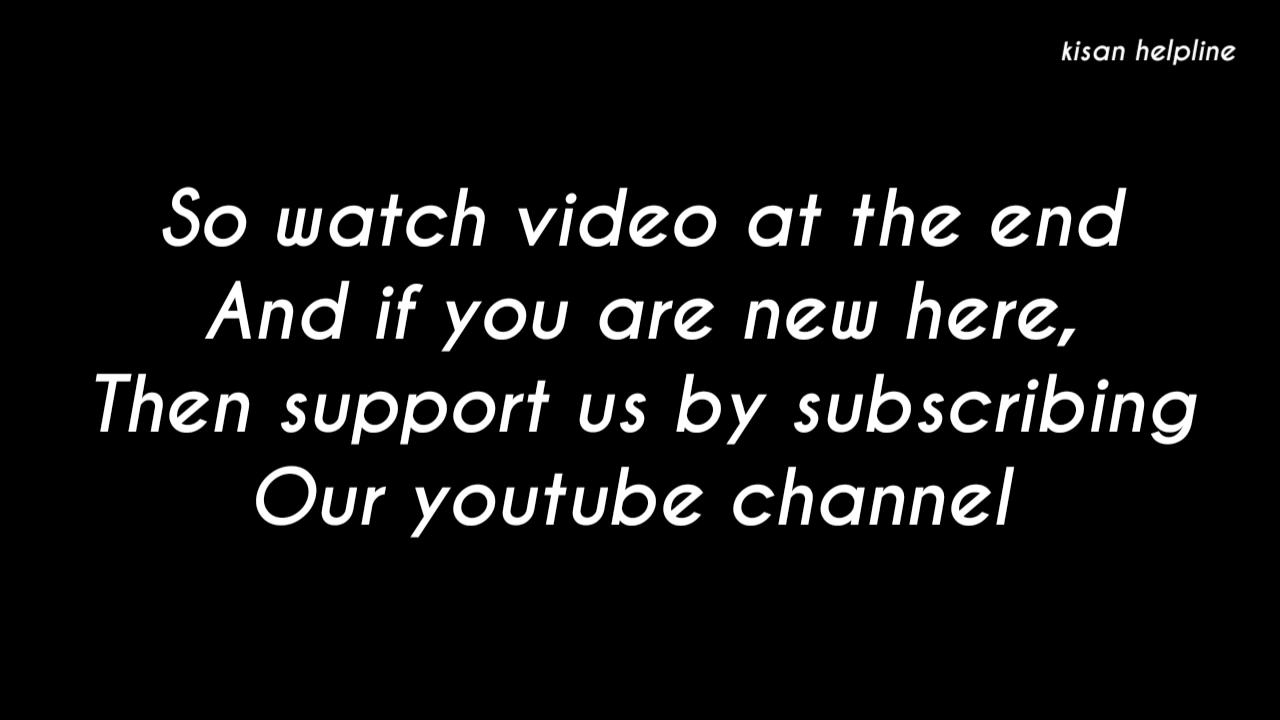 kisan helpline
So watch video at the end
And if you are new here,
Then support us by subscribing
Our youtube channel